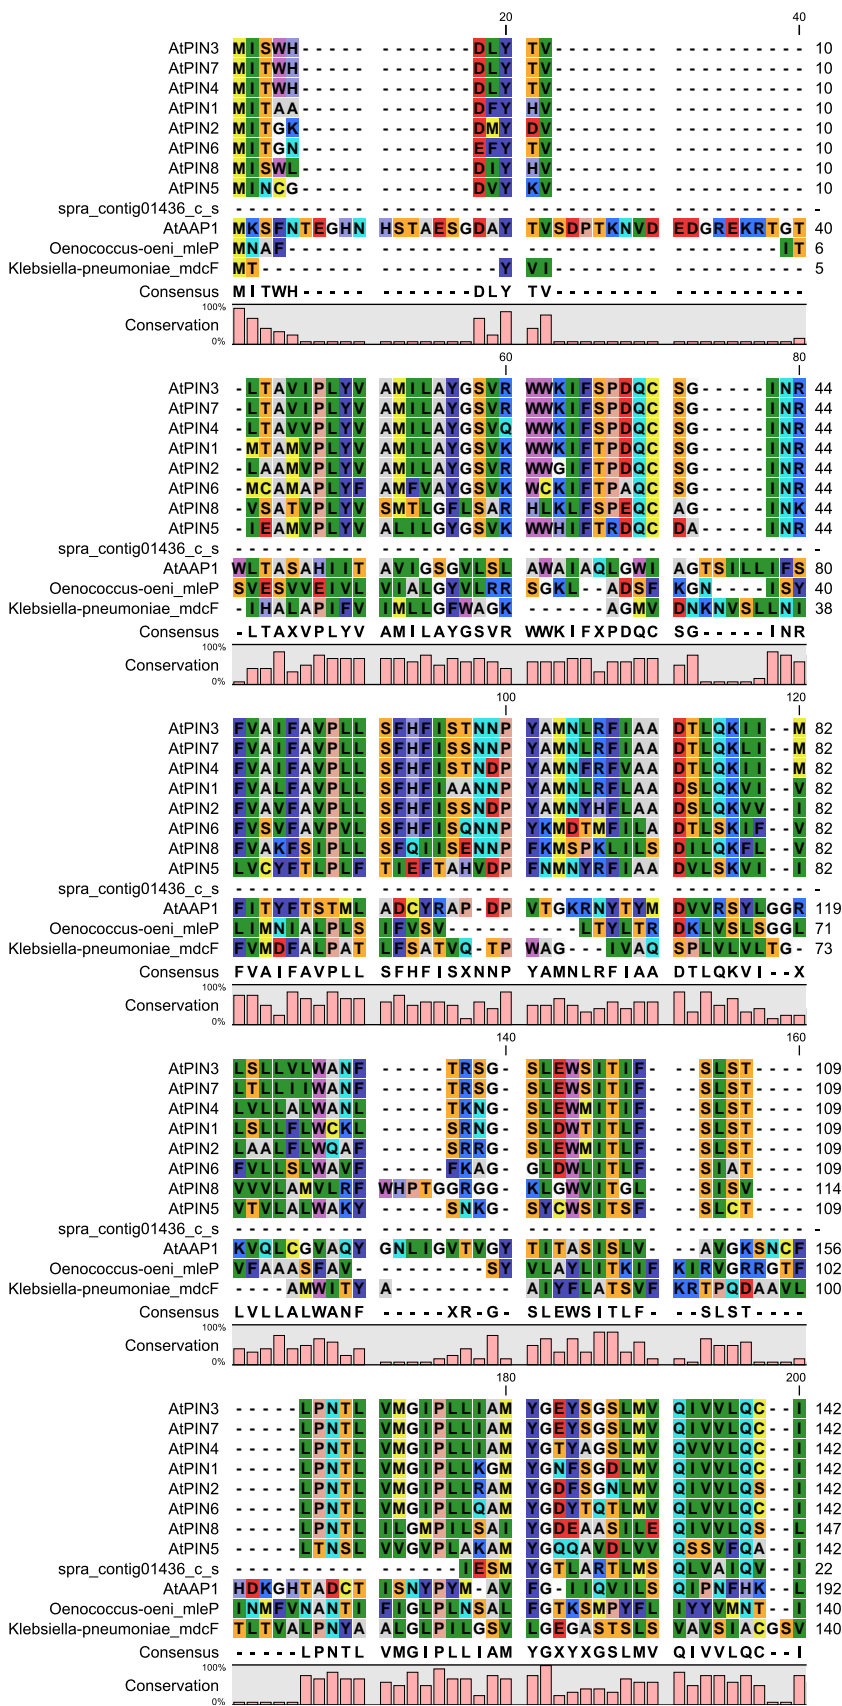 20 40
AtPIN3 MISWH----- -------DLY TV-------- ---------- 10
AtPIN7 MITWH----- -------DLY TV-------- ---------- 10
AtPIN4 MITWH----- -------DLY TV-------- ---------- 10
AtPIN1 MITAA----- -------DFY HV-------- ---------- 10
AtPIN2 MITGK----- -------DMY DV-------- ---------- 10
AtPIN6 MITGN----- -------EFY TV-------- ---------- 10
AtPIN8 MISWL----- -------DIY HV-------- ---------- 10
AtPIN5 MINCG----- -------DVY KV-------- ---------- 10
spra_contig01436_c_s ---------- ---------- ---------- ---------- -
AtAAP1 MKSFNTEGHN HSTAESGDAY TVSDPTKNVD EDGREKRTGT 40
Oenococcus-oeni_mleP MNAF------ ---------- ---------- --------IT 6
Klebsiella-pneumoniae_mdcF MT-------- ---------Y VI-------- ---------- 5
Consensus MITWH----- -------DLY TV-------- ----------
100%
Conservation
0%
60 80
AtPIN3 -LTAVIPLYV AMILAYGSVR WWKIFSPDQC SG-----INR 44
AtPIN7 -LTAVIPLYV AMILAYGSVR WWKIFSPDQC SG-----INR 44
AtPIN4 -LTAVVPLYV AMILAYGSVQ WWKIFSPDQC SG-----INR 44
AtPIN1 -MTAMVPLYV AMILAYGSVK WWKIFTPDQC SG-----INR 44
AtPIN2 -LAAMVPLYV AMILAYGSVR WWGIFTPDQC SG-----INR 44
AtPIN6 -MCAMAPLYF AMFVAYGSVK WCKIFTPAQC SG-----INR 44
AtPIN8 -VSATVPLYV SMTLGFLSAR HLKLFSPEQC AG-----INK 44
AtPIN5 -IEAMVPLYV ALILGYGSVK WWHIFTRDQC DA-----INR 44
spra_contig01436_c_s ---------- ---------- ---------- ---------- -
AtAAP1 WLTASAHIIT AVIGSGVLSL AWAIAQLGWI AGTSILLIFS 80
Oenococcus-oeni_mleP SVESVVEIVL VIALGYVLRR SGKL--ADSF KGN----ISY 40
Klebsiella-pneumoniae_mdcF -IHALAPIFV IMLLGFWAGK ------AGMV DNKNVSLLNI 38
Consensus -LTAXVPLYV AMILAYGSVR WWKIFXPDQC SG-----INR
100%
Conservation
0%
100 120
AtPIN3 FVAIFAVPLL SFHFISTNNP YAMNLRFIAA DTLQKII--M 82
AtPIN7 FVAIFAVPLL SFHFISSNNP YAMNLRFIAA DTLQKII--M 82
AtPIN4 FVAIFAVPLL SFHFISTNDP YAMNFRFVAA DTLQKII--M 82
AtPIN1 FVALFAVPLL SFHFIAANNP YAMNLRFLAA DSLQKVI--V 82
AtPIN2 FVAVFAVPLL SFHFISSNDP YAMNYHFLAA DSLQKVV--I 82
AtPIN6 FVSVFAVPVL SFHFISQNNP YKMDTMFILA DTLSKIF--V 82
AtPIN8 FVAKFSIPLL SFQIISENNP FKMSPKLILS DILQKFL--V 82
AtPIN5 LVCYFTLPLF TIEFTAHVDP FNMNYRFIAA DVLSKVI--I 82
spra_contig01436_c_s ---------- ---------- ---------- ---------- -
AtAAP1 FITYFTSTML ADCYRAP-DP VTGKRNYTYM DVVRSYLGGR 119
Oenococcus-oeni_mleP LIMNIALPLS IFVSV----- ----LTYLTR DKLVSLSGGL 71
Klebsiella-pneumoniae_mdcF FVMDFALPAT LFSATVQ-TP WAG---IVAQ SPLVLVLTG- 73
Consensus FVAIFAVPLL SFHFISXNNP YAMNLRFIAA DTLQKVI--X
100%
Conservation
0%
140 160
AtPIN3 LSLLVLWANF -----TRSG- SLEWSITIF- --SLST---- 109
AtPIN7 LTLLIIWANF -----TRSG- SLEWSITIF- --SLST---- 109
AtPIN4 LVLLALWANL -----TKNG- SLEWMITIF- --SLST---- 109
AtPIN1 LSLLFLWCKL -----SRNG- SLDWTITLF- --SLST---- 109
AtPIN2 LAALFLWQAF -----SRRG- SLEWMITLF- --SLST---- 109
AtPIN6 FVLLSLWAVF -----FKAG- GLDWLITLF- --SIAT---- 109
AtPIN8 VVVLAMVLRF WHPTGGRGG- KLGWVITGL- --SISV---- 114
AtPIN5 VTVLALWAKY -----SNKG- SYCWSITSF- --SLCT---- 109
spra_contig01436_c_s ---------- ---------- ---------- ---------- -
AtAAP1 KVQLCGVAQY GNLIGVTVGY TITASISLV- --AVGKSNCF 156
Oenococcus-oeni_mleP VFAAASFAV- --------SY VLAYLITKIF KIRVGRRGTF 102
Klebsiella-pneumoniae_mdcF ----AMWITY A--------- AIYFLATSVF KRTPQDAAVL 100
Consensus LVLLALWANF -----XR-G- SLEWSITLF- --SLST----
100%
Conservation
0%
180 200
AtPIN3 -----LPNTL VMGIPLLIAM YGEYSGSLMV QIVVLQC--I 142
AtPIN7 -----LPNTL VMGIPLLIAM YGEYSGSLMV QIVVLQC--I 142
AtPIN4 -----LPNTL VMGIPLLIAM YGTYAGSLMV QVVVLQC--I 142
AtPIN1 -----LPNTL VMGIPLLKGM YGNFSGDLMV QIVVLQC--I 142
AtPIN2 -----LPNTL VMGIPLLRAM YGDFSGNLMV QIVVLQS--I 142
AtPIN6 -----LPNTL VMGIPLLQAM YGDYTQTLMV QLVVLQC--I 142
AtPIN8 -----LPNTL ILGMPILSAI YGDEAASILE QIVVLQS--L 147
AtPIN5 -----LTNSL VVGVPLAKAM YGQQAVDLVV QSSVFQA--I 142
spra_contig01436_c_s ---------- ------IESM YGTLARTLMS QLVAIQV--I 22
AtAAP1 HDKGHTADCT ISNYPYM-AV FG-IIQVILS QIPNFHK--L 192
Oenococcus-oeni_mleP INMFVNANTI FIGLPLNSAL FGTKSMPYFL IYYVMNT--I 140
Klebsiella-pneumoniae_mdcF TLTVALPNYA ALGLPILGSV LGEGASTSLS VAVSIACGSV 140
Consensus -----LPNTL VMGIPLLIAM YGXYXGSLMV QIVVLQC--I
100%
Conservation
0%